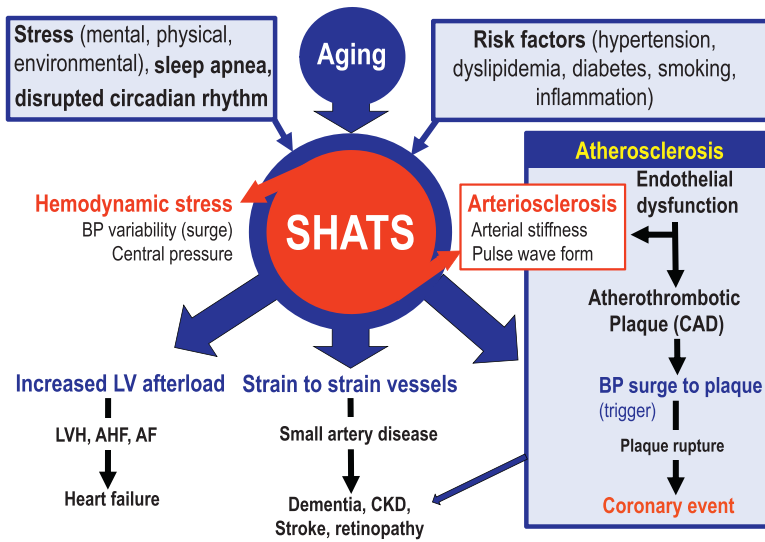 Stress (mental, physical,
environmental), sleep apnea,
disrupted circadian rhythm
Aging
Risk factors (hypertension,
dyslipidemia, diabetes, smoking,
inflammation)
Hemodynamic stress
BP variability (surge)
Central pressure
SHATS
Arteriosclerosis
Arterial stiffness
Pulse wave form
Atherosclerosis
Endothelial
dysfunction
Atherothrombotic
Plaque (CAD)
BP surge to plaque
(trigger)
Plaque rupture
Coronary event
Increased LV afterload
LVH, AHF, AF
Heart failure
Strain to strain vessels
Small artery disease
Dementia, CKD,
Stroke, retinopathy